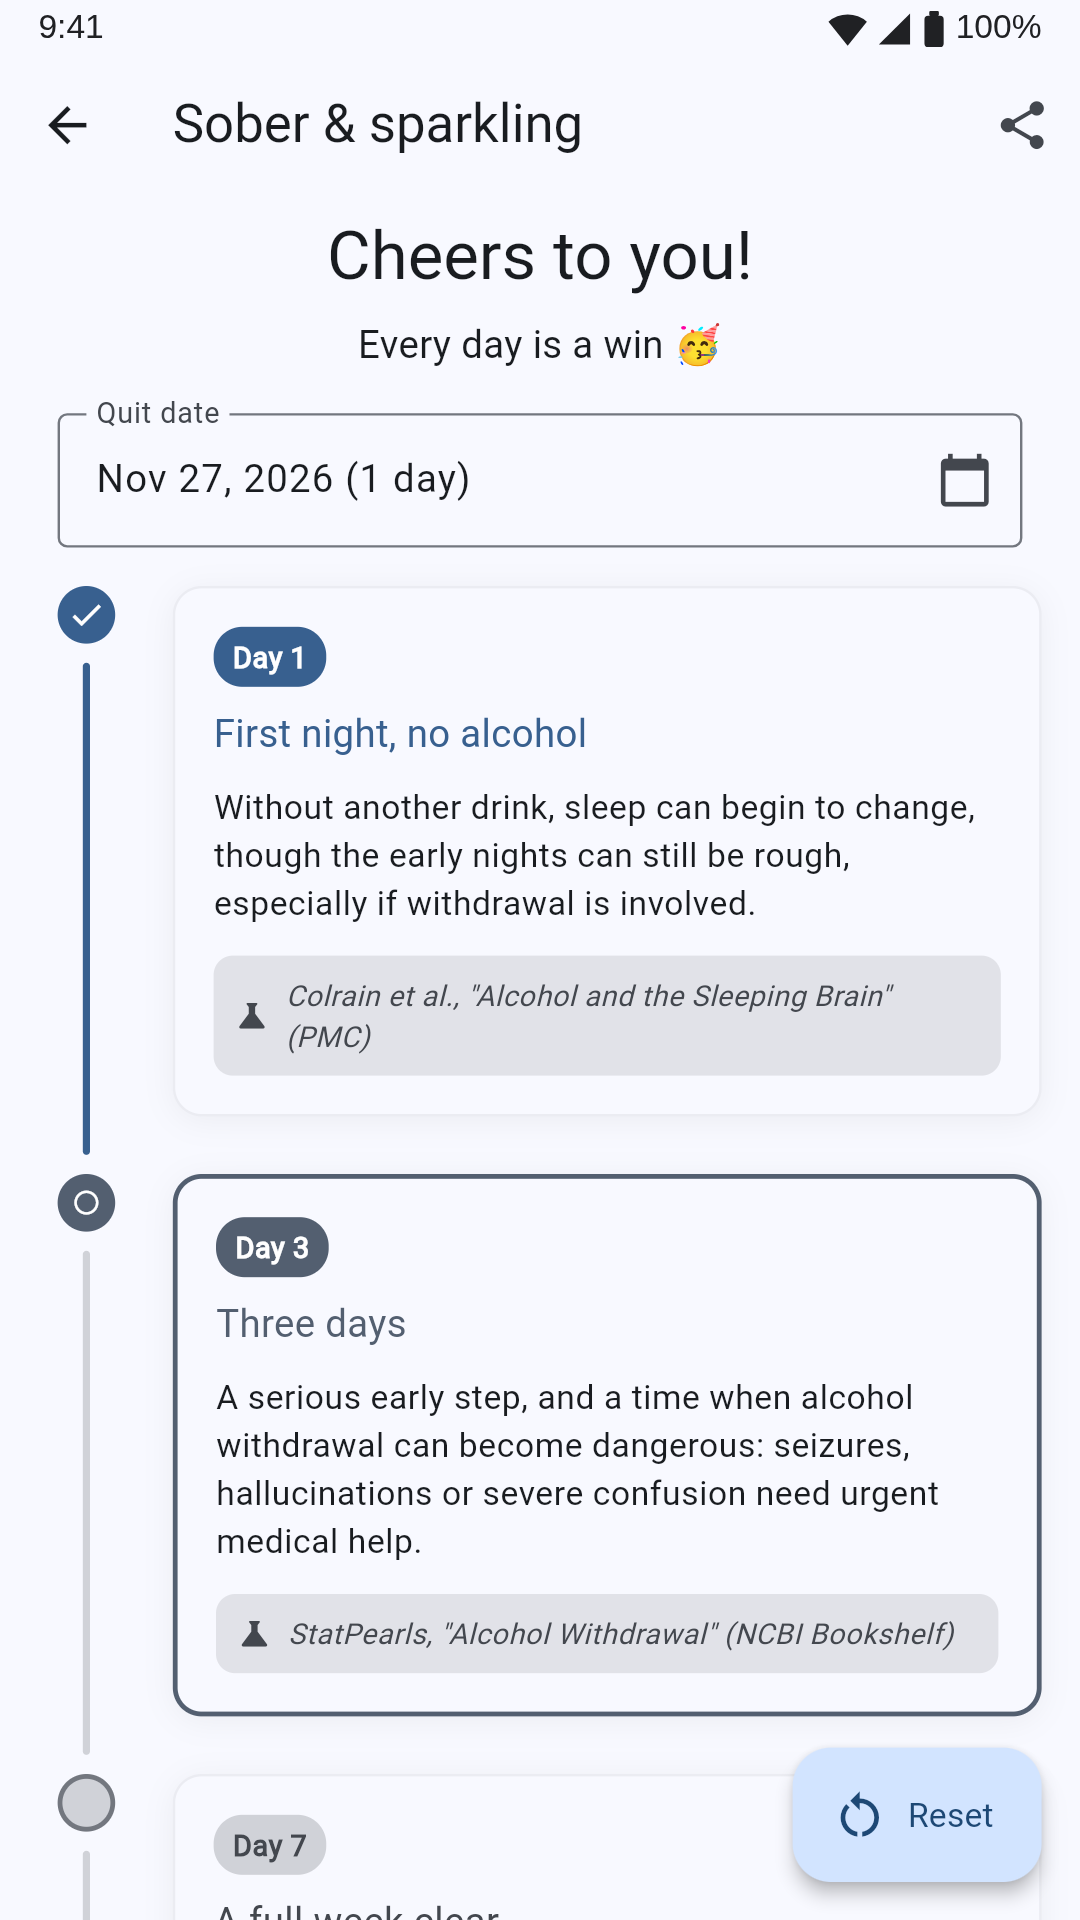 9:41
100%
Sober & sparkling
Cheers to you!
Every day is a win 🥳
Quit date
Nov 27, 2026 (1 day)
Day 1
First night, no alcohol
Without another drink, sleep can begin to change,
though the early nights can still be rough,
especially if withdrawal is involved.
Colrain et al., "Alcohol and the Sleeping Brain"
(PMC)
Day 3
Three days
A serious early step, and a time when alcohol
withdrawal can become dangerous: seizures,
hallucinations or severe confusion need urgent
medical help.
StatPearls, "Alcohol Withdrawal" (NCBI Bookshelf)
Reset
Day 7
A full week clear